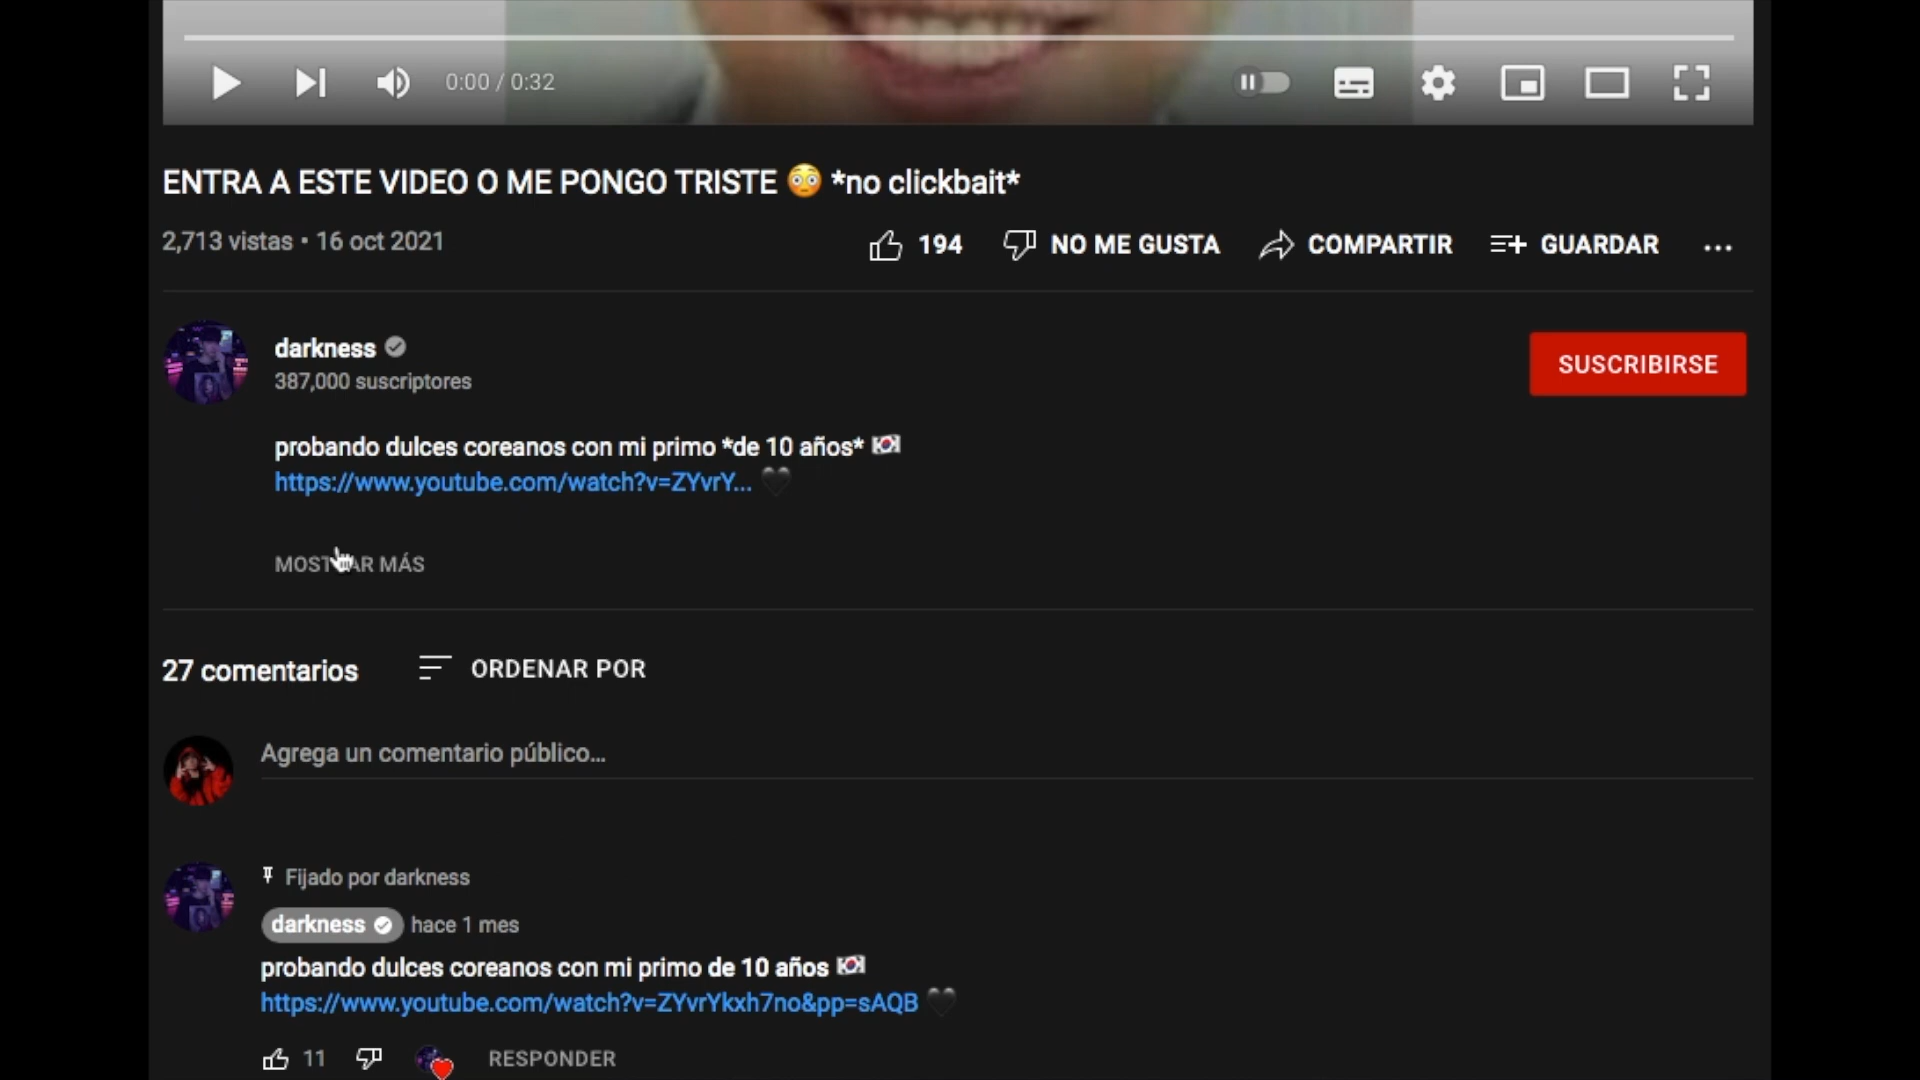 0:00 / 0:32
ENTRA A ESTE VIDEO O ME PONGO TRISTE 😳 *no clickbait*
2,713 vistas • 16 oct 2021
194 NO ME GUSTA COMPARTIR GUARDAR
darkness
387,000 suscriptores
SUSCRIBIRSE
probando dulces coreanos con mi primo *de 10 años* 🇰🇷
https://www.youtube.com/watch?v=ZYvrY... 🖤
MOSTRAR MÁS
27 comentarios ORDENAR POR
Agrega un comentario público...
Fijado por darkness
darkness hace 1 mes
probando dulces coreanos con mi primo de 10 años 🇰🇷
https://www.youtube.com/watch?v=ZYvrYkxh7no&pp=sAQB 🖤
11 RESPONDER